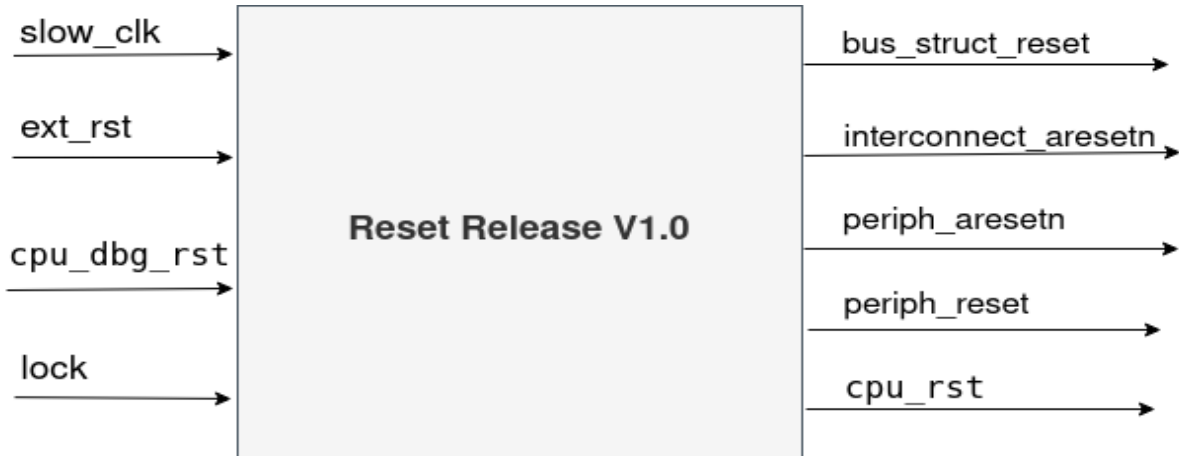 slow_clk
ext_rst
cpu_dbg_rst
lock
Reset Release V1.0
bus_struct_reset
interconnect_aresetn
periph_aresetn
periph_reset
cpu_rst